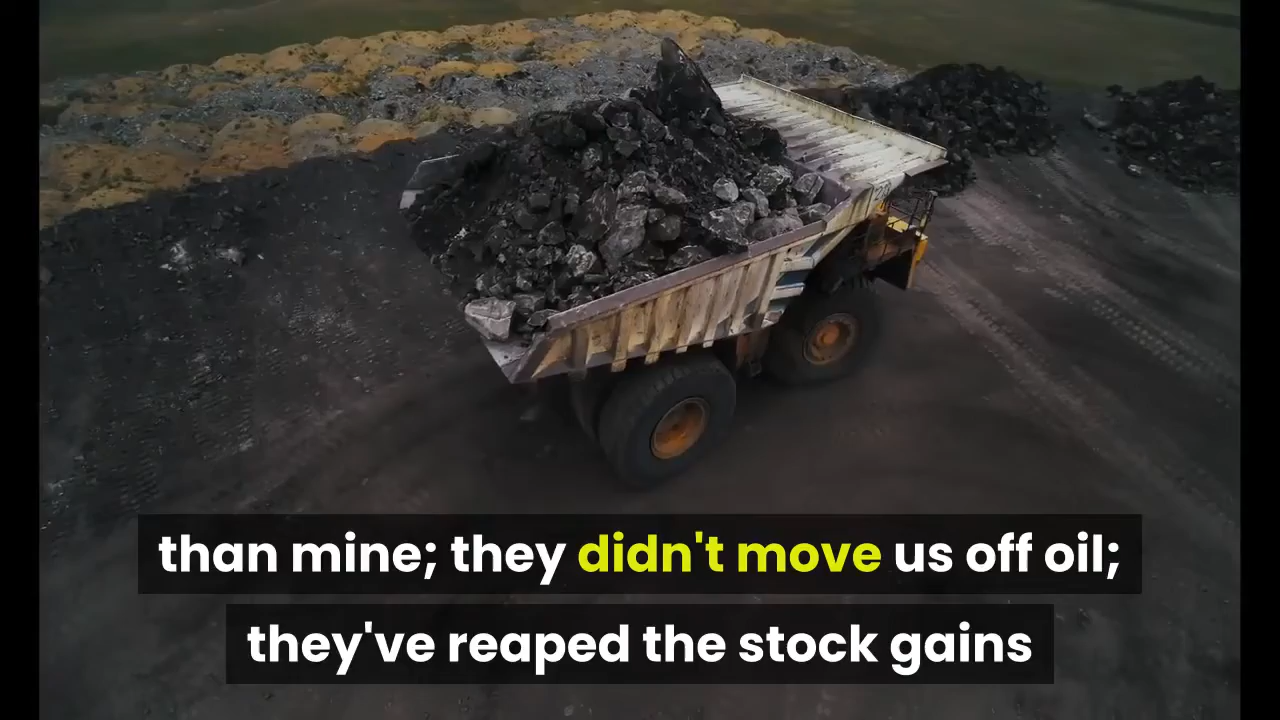 than mine; they didn't move us off oil;
they've reaped the stock gains